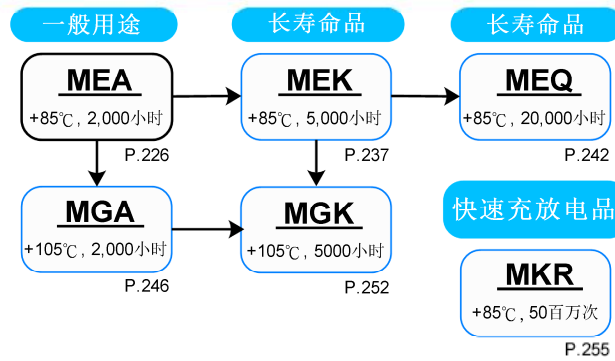 一般用途
长寿命品
长寿命品
MEA
+85℃, 2,000小时
P.226
MEK
+85℃, 5,000小时
P.237
MEQ
+85℃, 20,000小时
P.242
MGA
+105℃, 2,000小时
P.246
MGK
+105℃, 5000小时
P.252
快速充放电品
MKR
+85℃, 50百万次
P.255